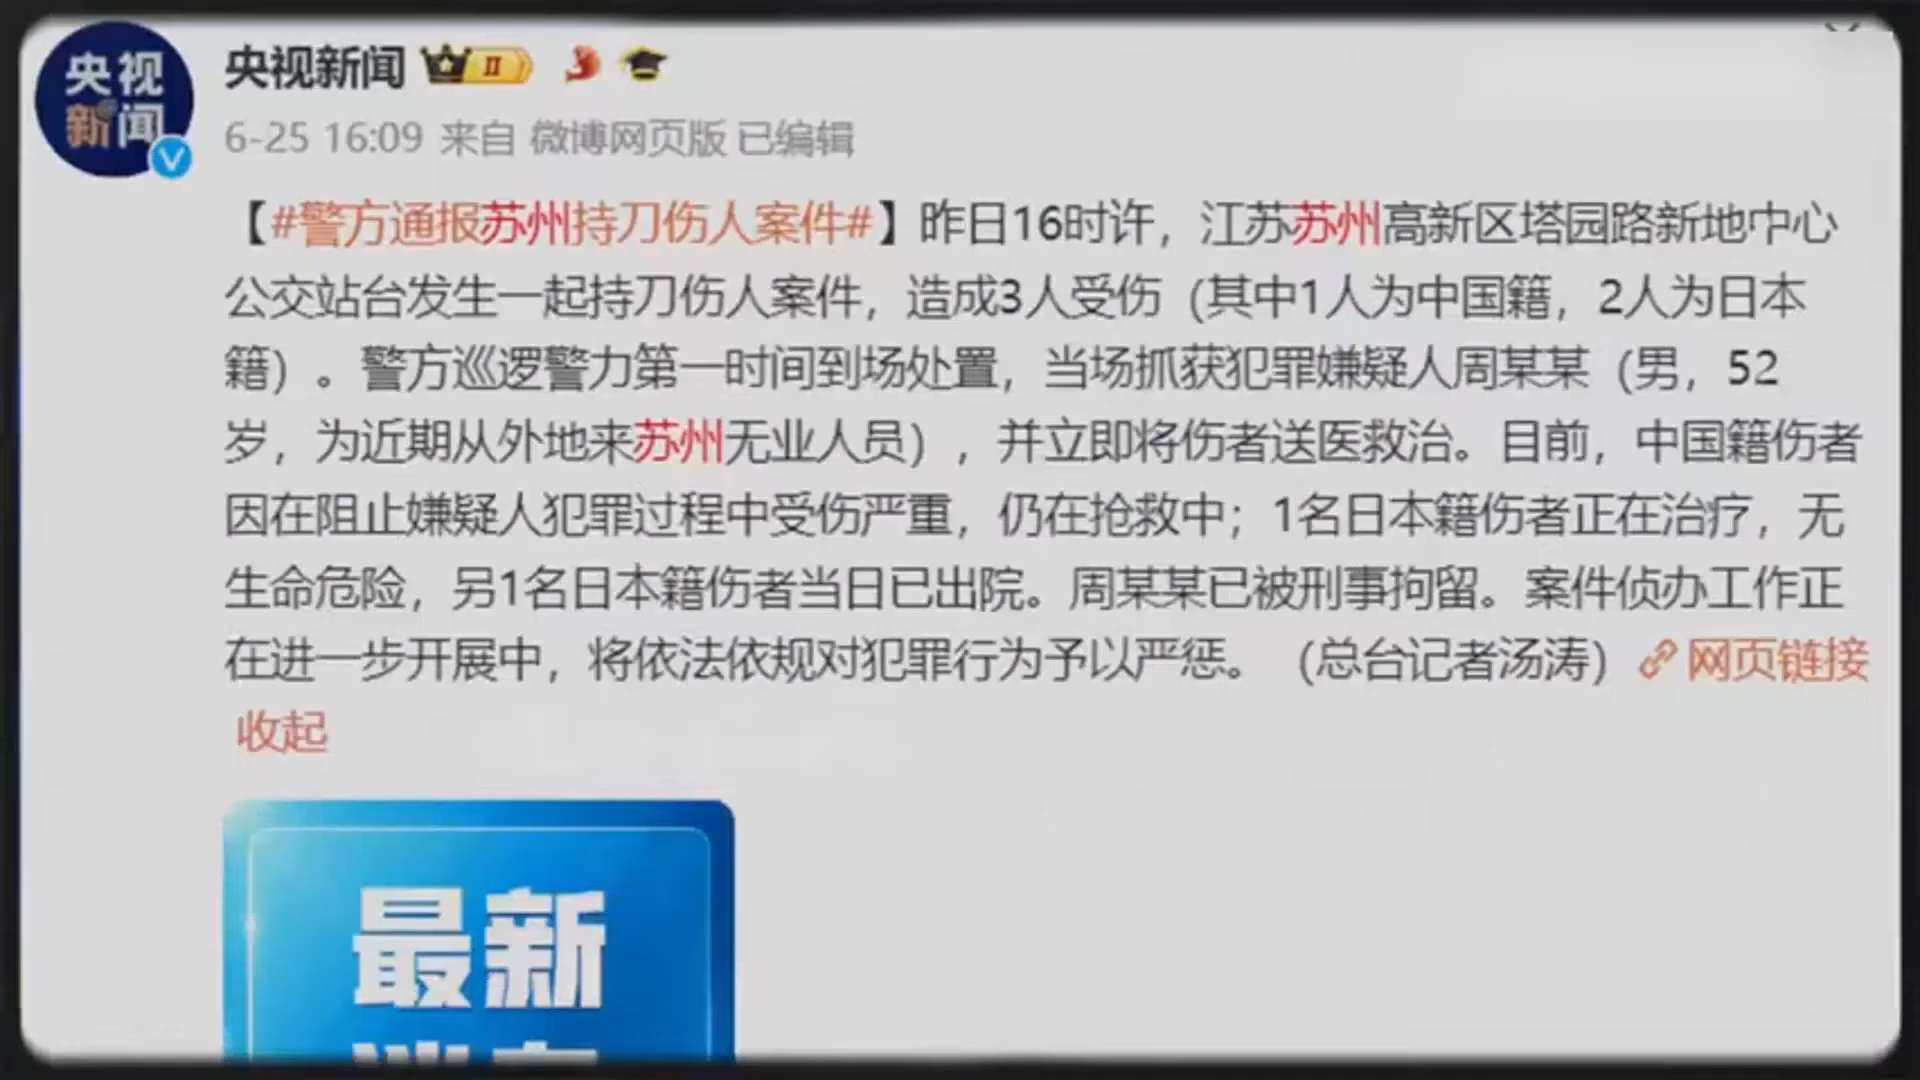 央视
新闻
央视新闻 II
6-25 16:09 来自 微博网页版 已编辑
【#警方通报苏州持刀伤人案件#】昨日16时许，江苏苏州高新区塔园路新地中心
公交站台发生一起持刀伤人案件，造成3人受伤（其中1人为中国籍，2人为日本
籍）。警方巡逻警力第一时间到场处置，当场抓获犯罪嫌疑人周某某（男，52
岁，为近期从外地来苏州无业人员），并立即将伤者送医救治。目前，中国籍伤者
因在阻止嫌疑人犯罪过程中受伤严重，仍在抢救中；1名日本籍伤者正在治疗，无
生命危险，另1名日本籍伤者当日已出院。周某某已被刑事拘留。案件侦办工作正
在进一步开展中，将依法依规对犯罪行为予以严惩。（总台记者汤涛）网页链接
收起
最新